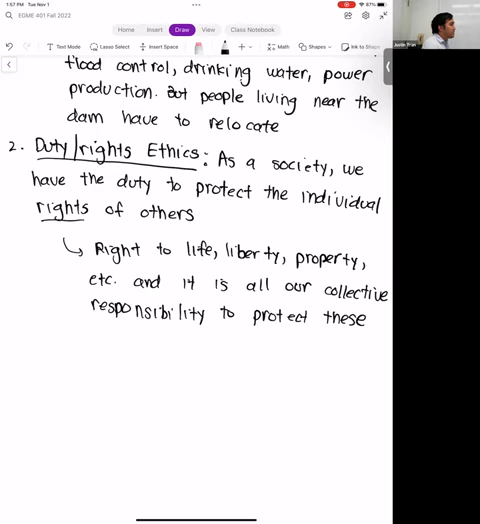 1:57 PM Tue Nov 1
87%
EGME 401 Fall 2022
Home Insert Draw View Class Notebook
Text Mode Lasso Select Insert Space Math Shapes Ink to Shape
Justin Tran
flood control, drinking water, power
production. But people living near the
dam have to relocate
2. Duty/rights Ethics: As a society, we
have the duty to protect the individual
rights of others
Right to life, liberty, property,
etc. and it is all our collective
responsibility to protect these